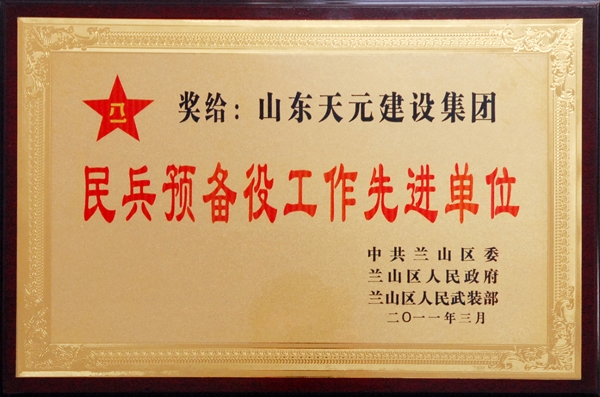 八一
奖给：山东天元建设集团
民兵预备役工作先进单位
中共兰山区委
兰山区人民政府
兰山区人民武装部
二〇一一年三月